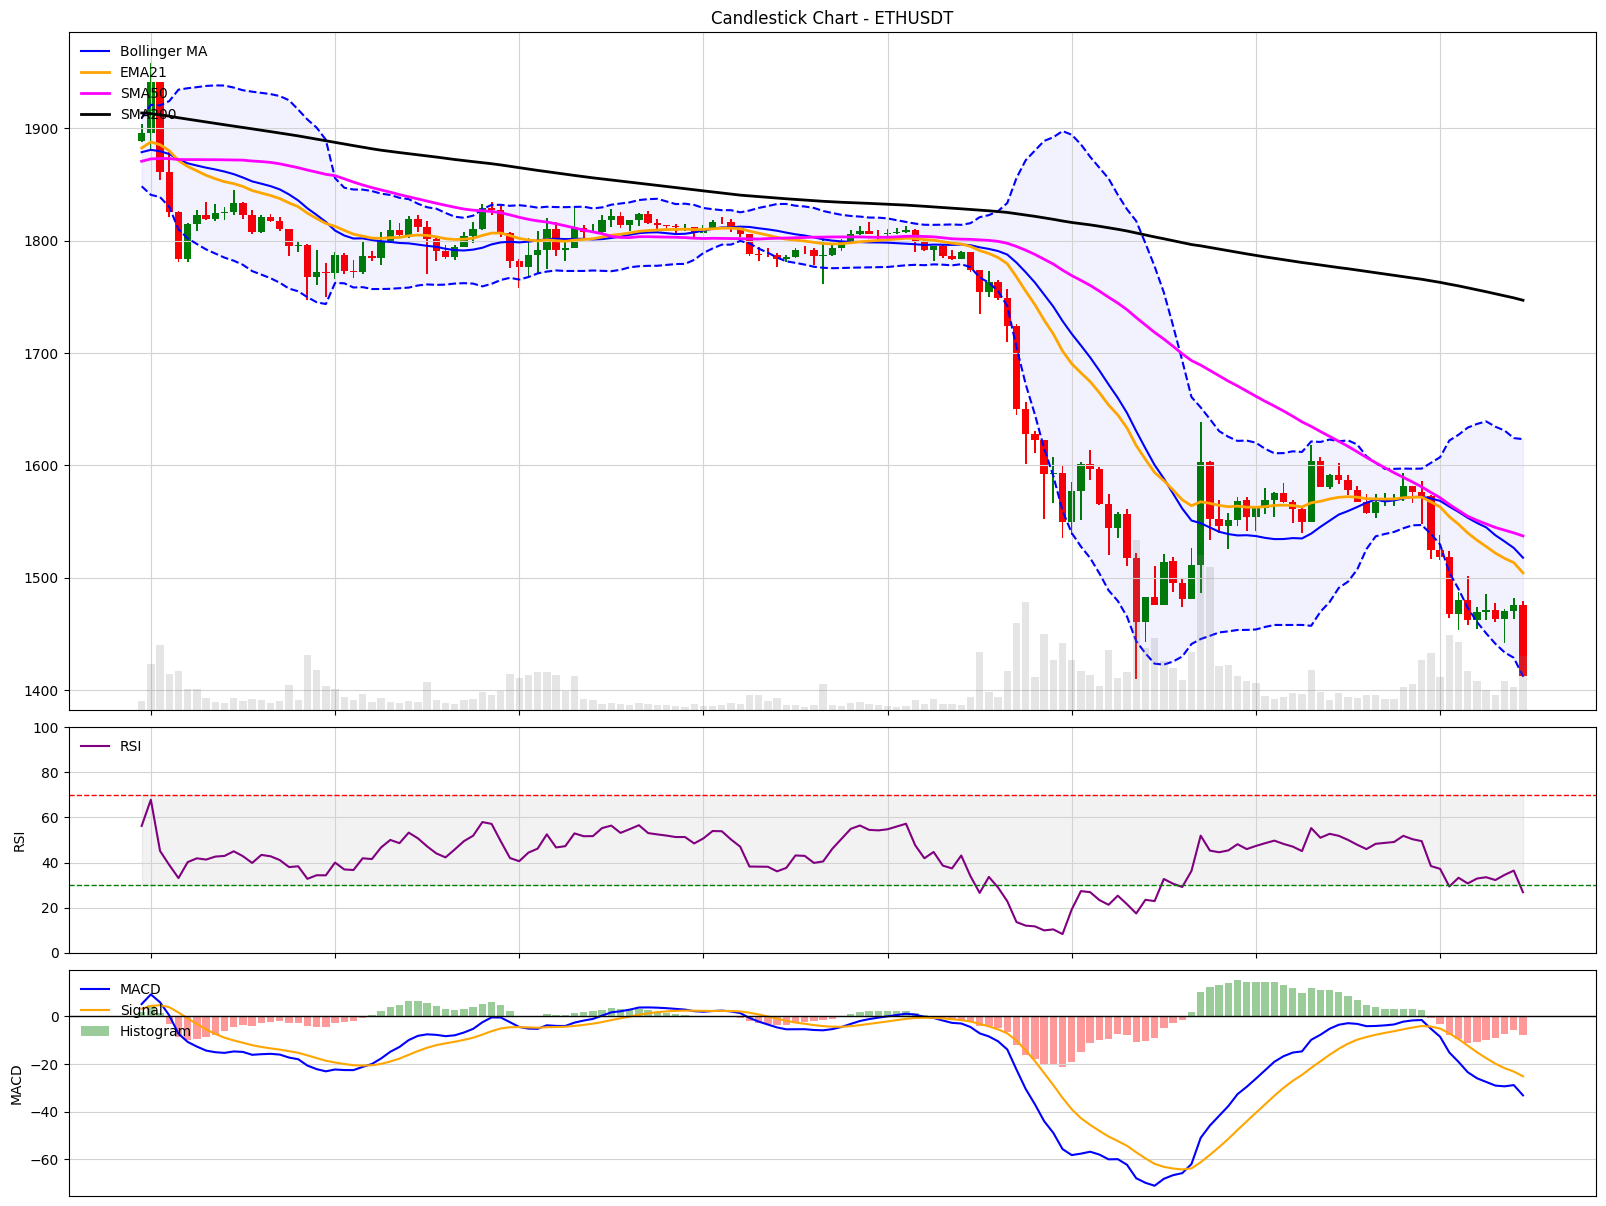 Candlestick Chart - ETHUSDT
Bollinger MA
EMA21
SMA50
SMA200
1900
1800
1700
1600
1500
1400
100
80
60
40
20
0
RSI
RSI
0
−20
−40
−60
MACD
MACD
Signal
Histogram